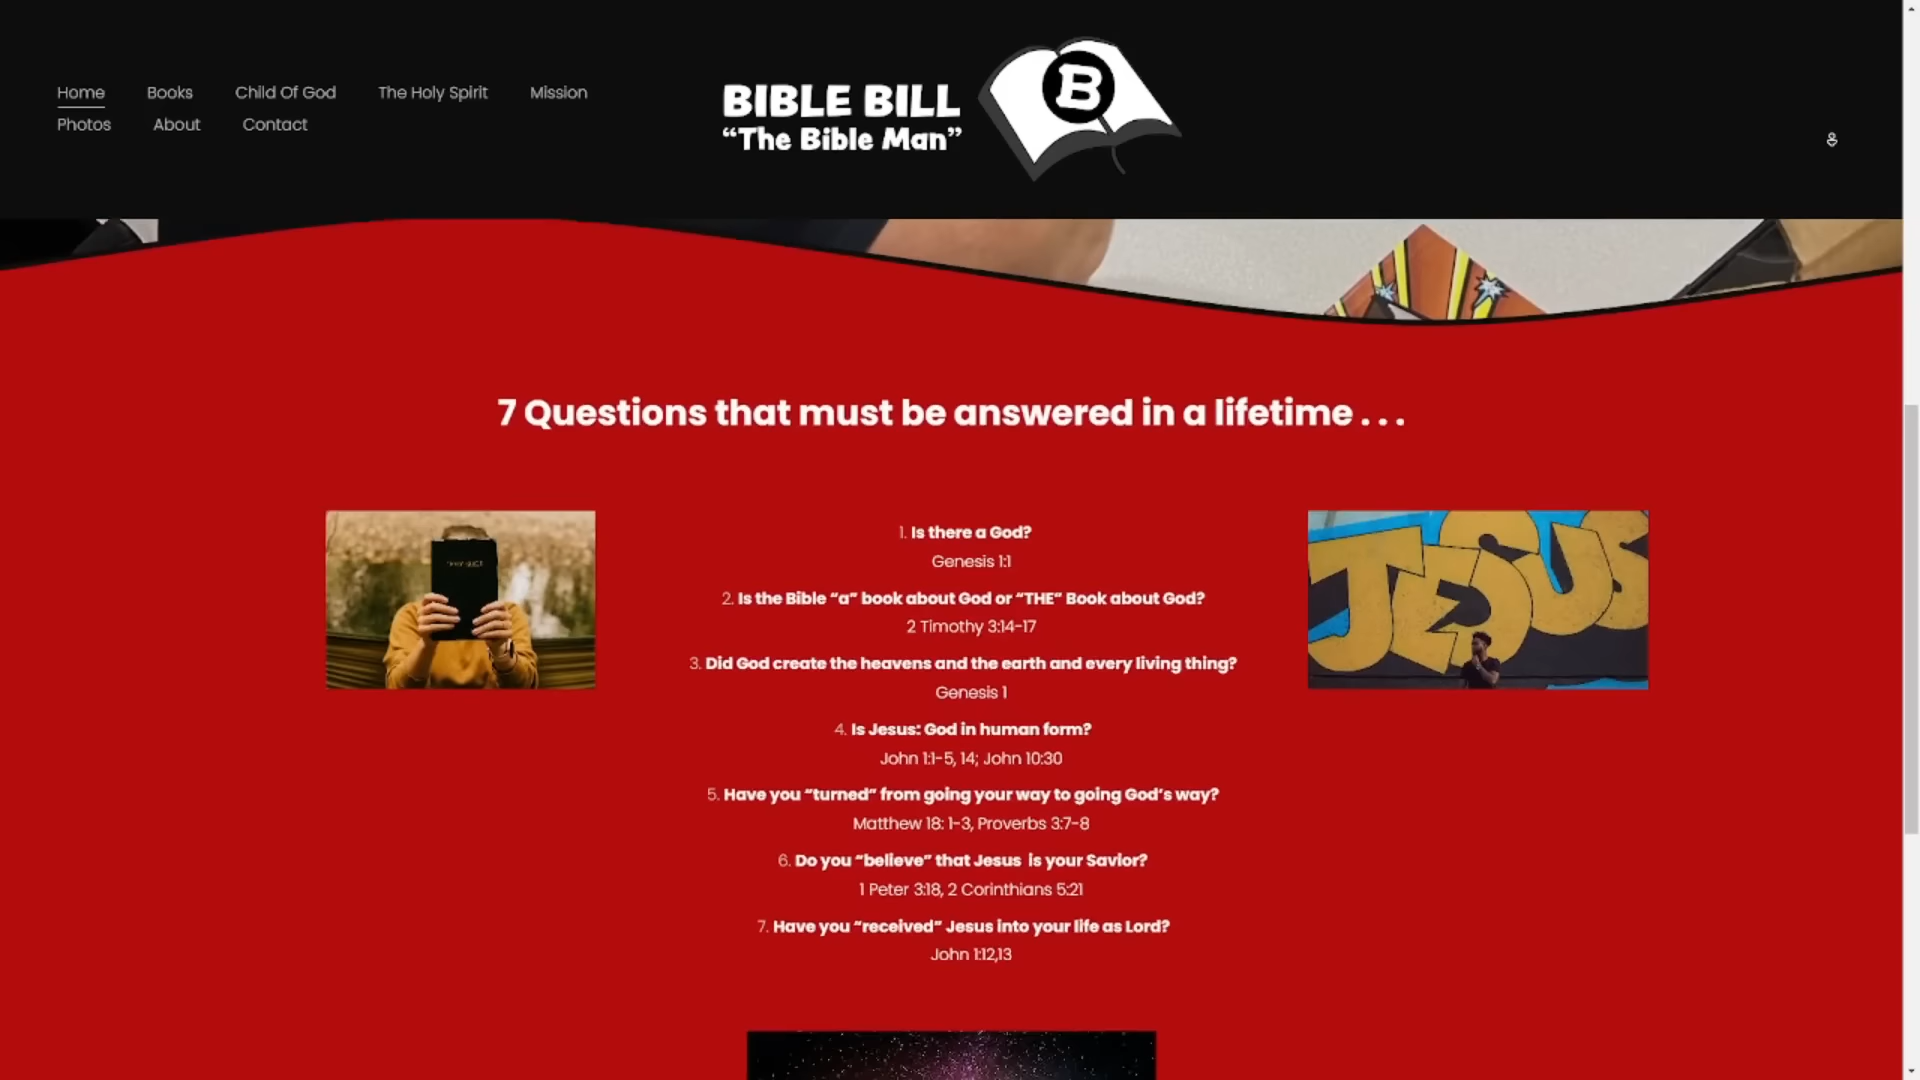 Home Books Child Of God The Holy Spirit Mission
Photos About Contact
BIBLE BILL
“The Bible Man”
B
7 Questions that must be answered in a lifetime . . .
1. Is there a God?
Genesis 1:1
2. Is the Bible “a” book about God or “THE” Book about God?
2 Timothy 3:14-17
3. Did God create the heavens and the earth and every living thing?
Genesis 1
4. Is Jesus: God in human form?
John 1:1-5, 14; John 10:30
5. Have you “turned” from going your way to going God’s way?
Matthew 18: 1-3, Proverbs 3:7-8
6. Do you “believe” that Jesus is your Savior?
1 Peter 3:18, 2 Corinthians 5:21
7. Have you “received” Jesus into your life as Lord?
John 1:12,13
JESUS